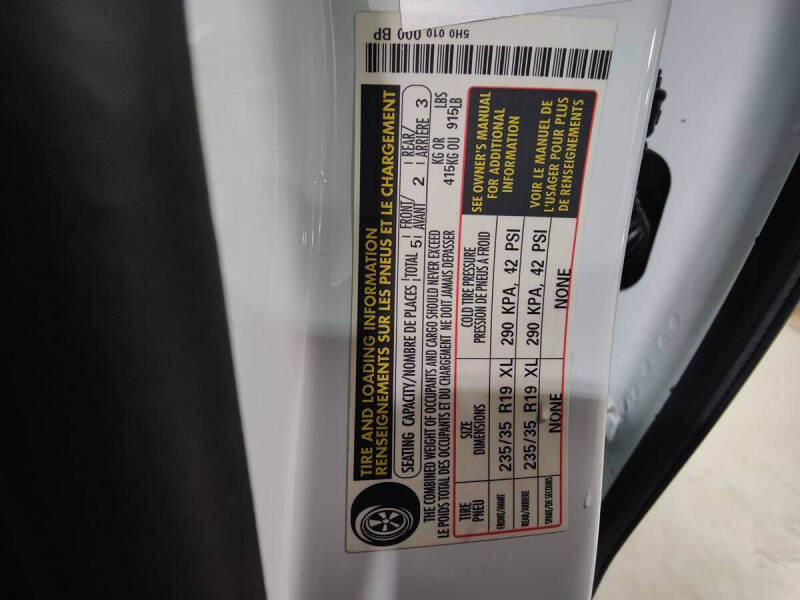 5H0 010 000 BP
TIRE AND LOADING INFORMATION
RENSEIGNEMENTS SUR LES PNEUS ET LE CHARGEMENT
SEATING CAPACITY/NOMBRE DE PLACES TOTAL 5 FRONT/AVANT 2 REAR/ARRIÈRE 3
THE COMBINED WEIGHT OF OCCUPANTS AND CARGO SHOULD NEVER EXCEED KG OR LBS
LE POIDS TOTAL DES OCCUPANTS ET DU CHARGEMENT NE DOIT JAMAIS DEPASSER 415KG OU 915LB
TIRE PNEU SIZE DIMENSIONS COLD TIRE PRESSURE PRESSION DE PNEUS A FROID
FRONT/AVANT 235/35 R19 XL 290 KPA, 42 PSI
REAR/ARRIERE 235/35 R19 XL 290 KPA, 42 PSI
SPARE/DE SECOURS NONE NONE
SEE OWNER'S MANUAL
FOR ADDITIONAL
INFORMATION
VOIR LE MANUEL DE
L'USAGER POUR PLUS
DE RENSEIGNEMENTS